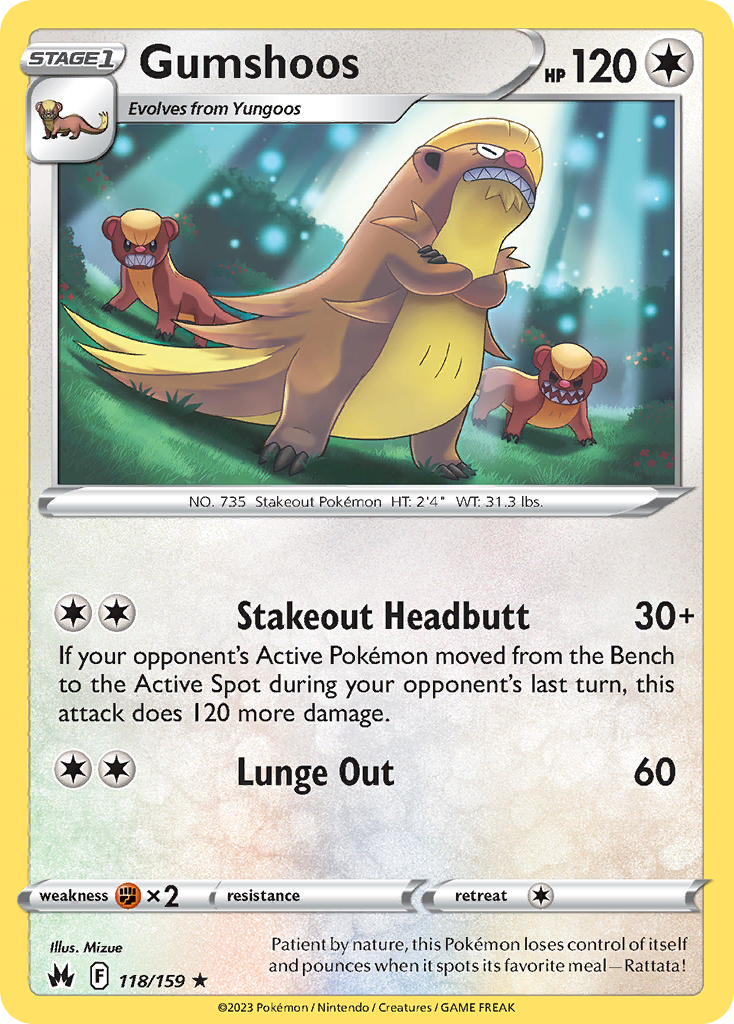 STAGE1
Gumshoos
HP 120
Evolves from Yungoos
NO. 735 Stakeout Pokémon HT: 2'4" WT: 31.3 lbs.
Stakeout Headbutt 30+
If your opponent's Active Pokémon moved from the Bench
to the Active Spot during your opponent's last turn, this
attack does 120 more damage.
Lunge Out 60
weakness ×2 resistance retreat
Illus. Mizue
Patient by nature, this Pokémon loses control of itself
and pounces when it spots its favorite meal—Rattata!
F 118/159 ★
©2023 Pokémon / Nintendo / Creatures / GAME FREAK